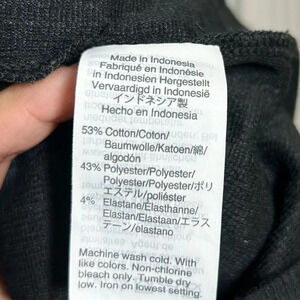 Made in Indonesia
Fabriqué en Indonésie
in Indonesien Hergestellt
Vervaardigd in Indonesië
インドネシア製
Hecho en Indonesia
53% Cotton/Coton/
Baumwolle/Katoen/綿/
algodón
43% Polyester/Polyester/
Polyester/Polyester/ポリ
エステル/poliéster
4% Elastane/Élasthanne/
Elastan/Elastaan/エラス
テーン/elastano
Machine wash cold. With
like colors. Non-chlorine
bleach only. Tumble dry
low. Iron on lowest setting